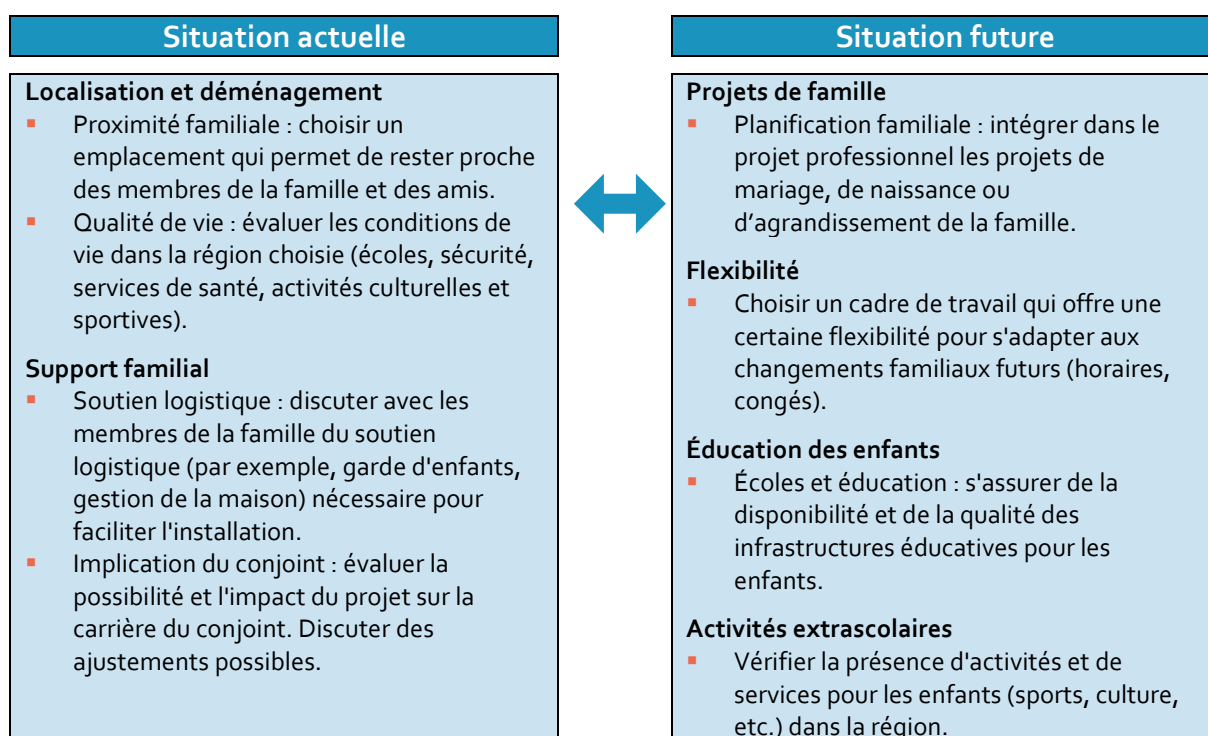 Situation actuelle
Localisation et déménagement
▪ Proximité familiale : choisir un
emplacement qui permet de rester proche
des membres de la famille et des amis.
▪ Qualité de vie : évaluer les conditions de
vie dans la région choisie (écoles, sécurité,
services de santé, activités culturelles et
sportives).
Support familial
▪ Soutien logistique : discuter avec les
membres de la famille du soutien
logistique (par exemple, garde d'enfants,
gestion de la maison) nécessaire pour
faciliter l'installation.
▪ Implication du conjoint : évaluer la
possibilité et l'impact du projet sur la
carrière du conjoint. Discuter des
ajustements possibles.
Situation future
Projets de famille
▪ Planification familiale : intégrer dans le
projet professionnel les projets de
mariage, de naissance ou
d’agrandissement de la famille.
Flexibilité
▪ Choisir un cadre de travail qui offre une
certaine flexibilité pour s'adapter aux
changements familiaux futurs (horaires,
congés).
Éducation des enfants
▪ Écoles et éducation : s'assurer de la
disponibilité et de la qualité des
infrastructures éducatives pour les
enfants.
Activités extrascolaires
▪ Vérifier la présence d'activités et de
services pour les enfants (sports, culture,
etc.) dans la région.